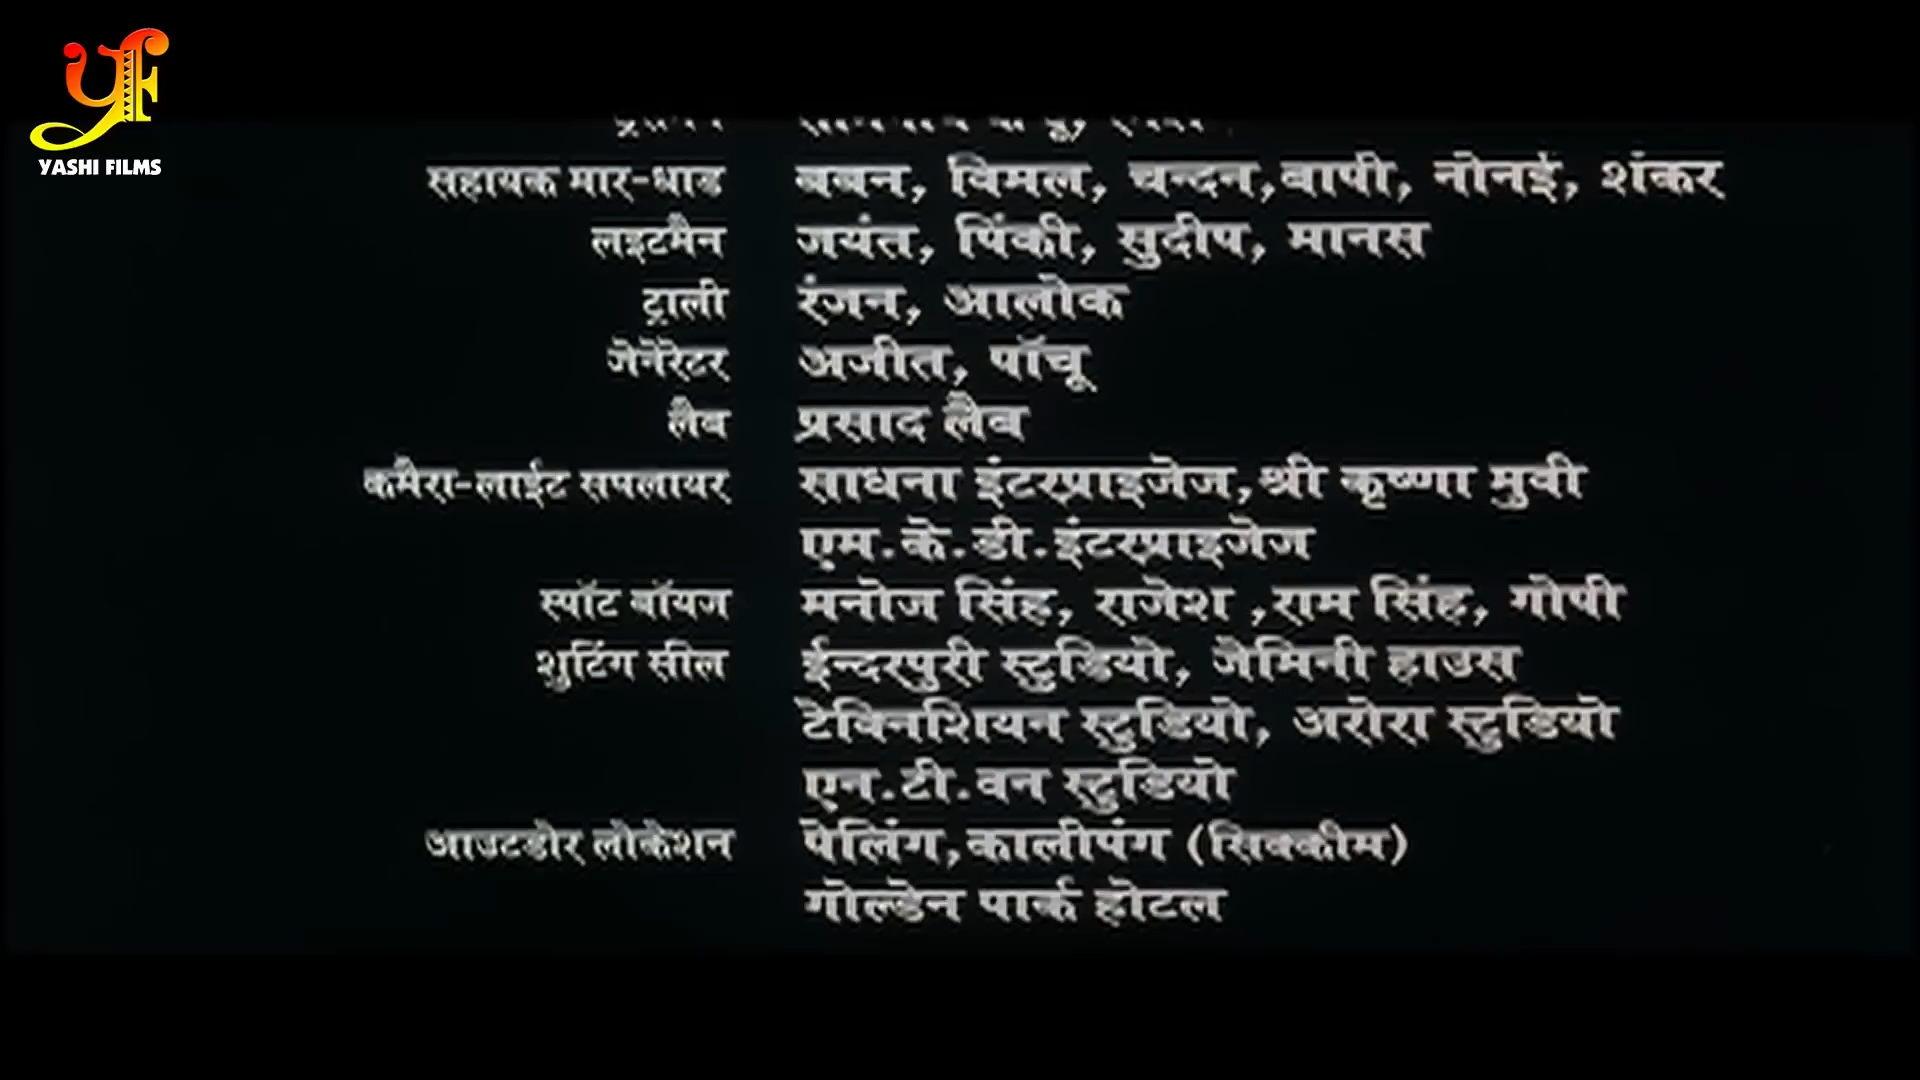 YASHI FILMS
सहायक मार-धाड बबन, विमल, चन्दन,बापी, नोनई, शंकर
लइटमैन जयंत, पिंकी, सुदीप, मानस
ट्राली रंजन, आलोक
जेनेरेटर अजीत, पॉचू
लैब प्रसाद लैब
कमैरा-लाईट सपलायर साधना इंटरप्राइजेज,श्री कृष्णा मुवी
एम.के.डी.इंटरप्राइजेज
स्पॉट बॉयज मनोज सिंह, राजेश ,राम सिंह, गोपी
शुटिंग सील ईन्दरपुरी स्टुडियो, जेमिनी हाउस
टेक्निशियन स्टुडियो, अरोरा स्टुडियो
एन.टी.वन स्टुडियो
आउटडोर लोकेशन पेलिंग,कालीपंग (सिक्कीम)
गोल्डेन पार्क होटल